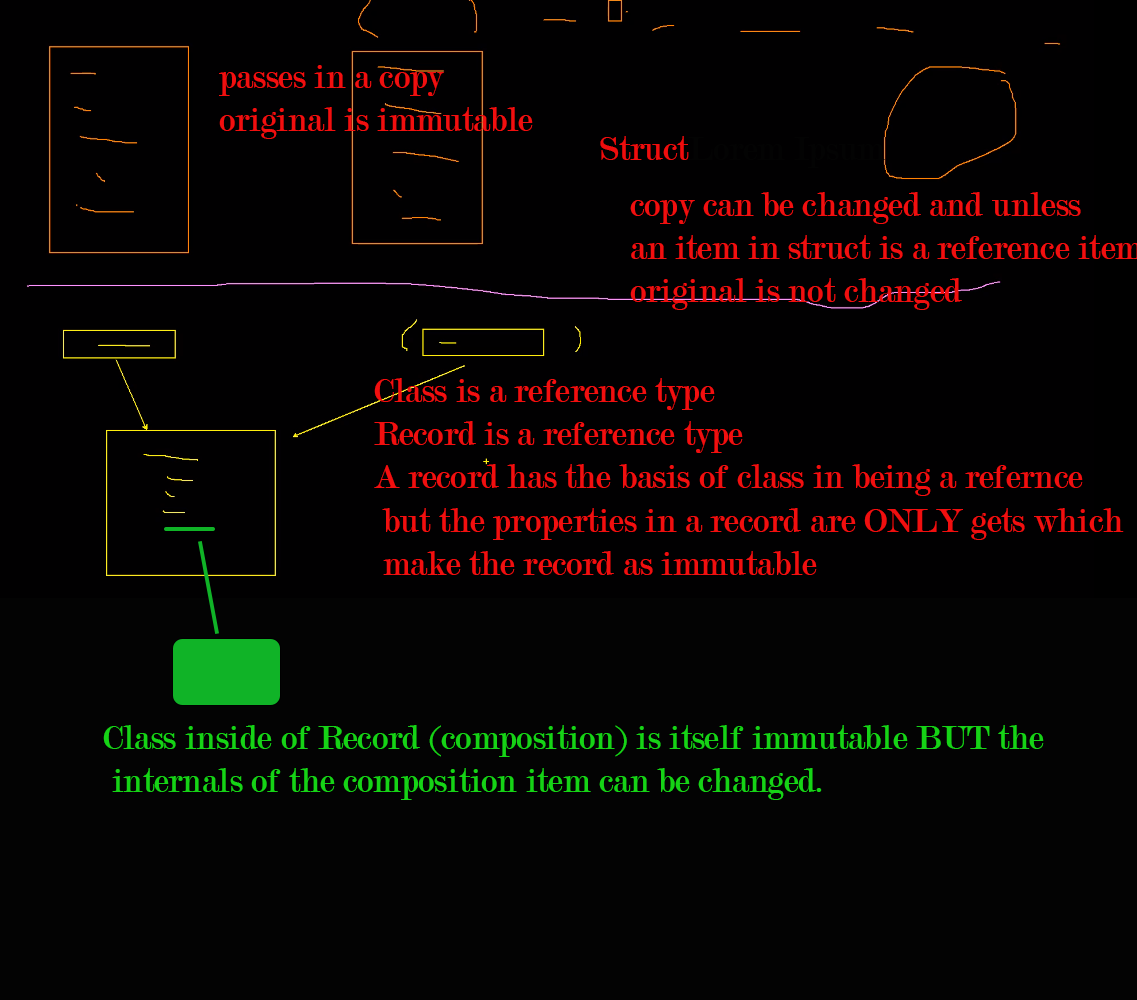 passes in a copy
original is immutable
Struct Lorem Ipsum
copy can be changed and unless
an item in struct is a reference item
original is not changed
Class is a reference type
Record is a reference type
A record has the basis of class in being a refernce
but the properties in a record are ONLY gets which
make the record as immutable
Class inside of Record (composition) is itself immutable BUT the
internals of the composition item can be changed.